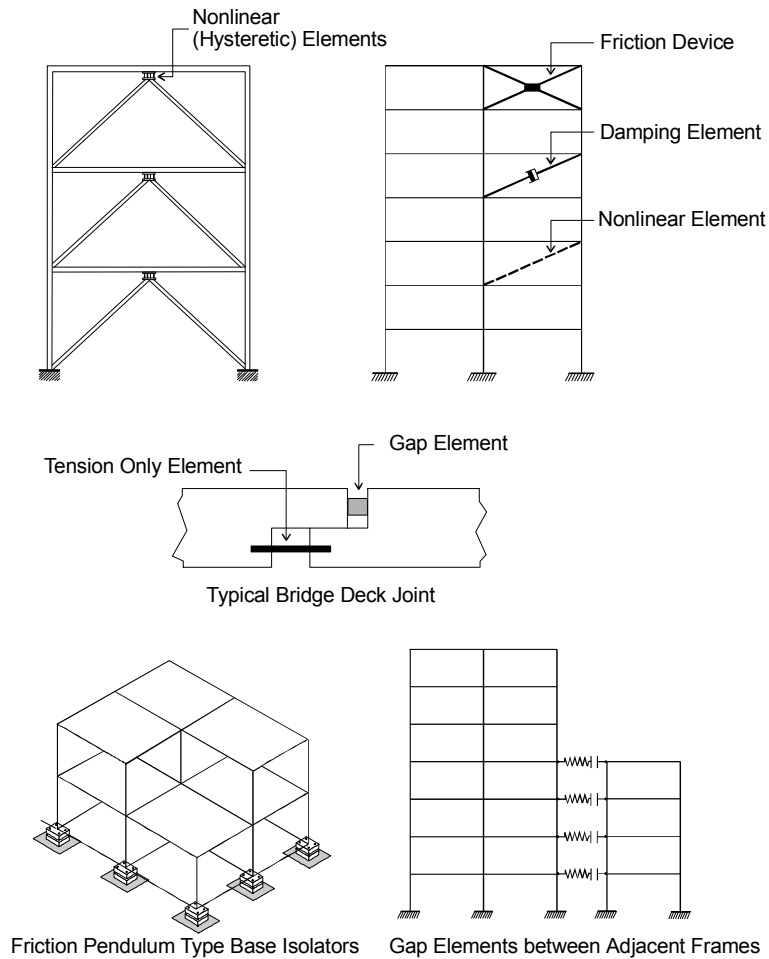 Nonlinear
(Hysteretic) Elements
Friction Device
Damping Element
Nonlinear Element
Gap Element
Tension Only Element
Typical Bridge Deck Joint
Friction Pendulum Type Base Isolators
Gap Elements between Adjacent Frames